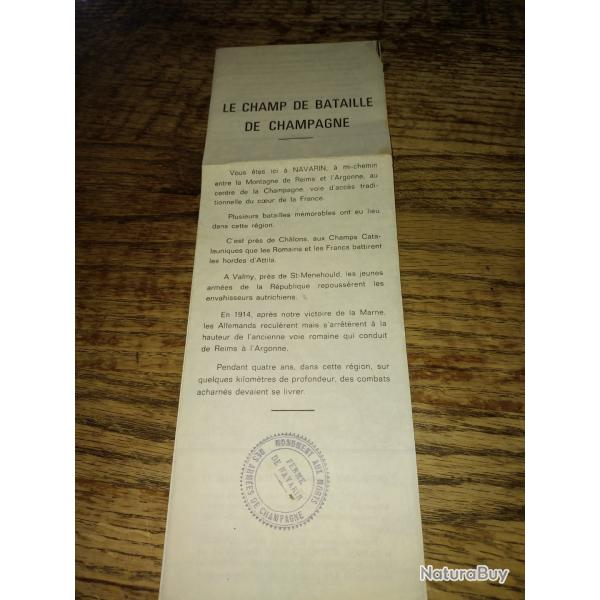 LE CHAMP DE BATAILLE
DE CHAMPAGNE
Vous êtes ici à NAVARIN, à mi-chemin
entre la Montagne de Reims et l'Argonne, au
centre de la Champagne, voie d'accès tradi-
tionnelle du cœur de la France.
Plusieurs batailles mémorables ont eu lieu
dans cette région.
C'est près de Châlons, aux Champs Cata-
launiques que les Romains et les Francs battirent
les hordes d'Attila.
A Valmy, près de St-Menehould, les jeunes
armées de la République repoussèrent les
envahisseurs autrichiens.
En 1914, après notre victoire de la Marne,
les Allemands reculèrent mais s'arrêtèrent à la
hauteur de l'ancienne voie romaine qui conduit
de Reims à l'Argonne.
Pendant quatre ans, dans cette région, sur
quelques kilomètres de profondeur, des combats
acharnés devaient se livrer.
MONUMENT AUX MORTS
DES ARMÉES DE CHAMPAGNE
FERME
DE NAVARIN
NaturaBuy